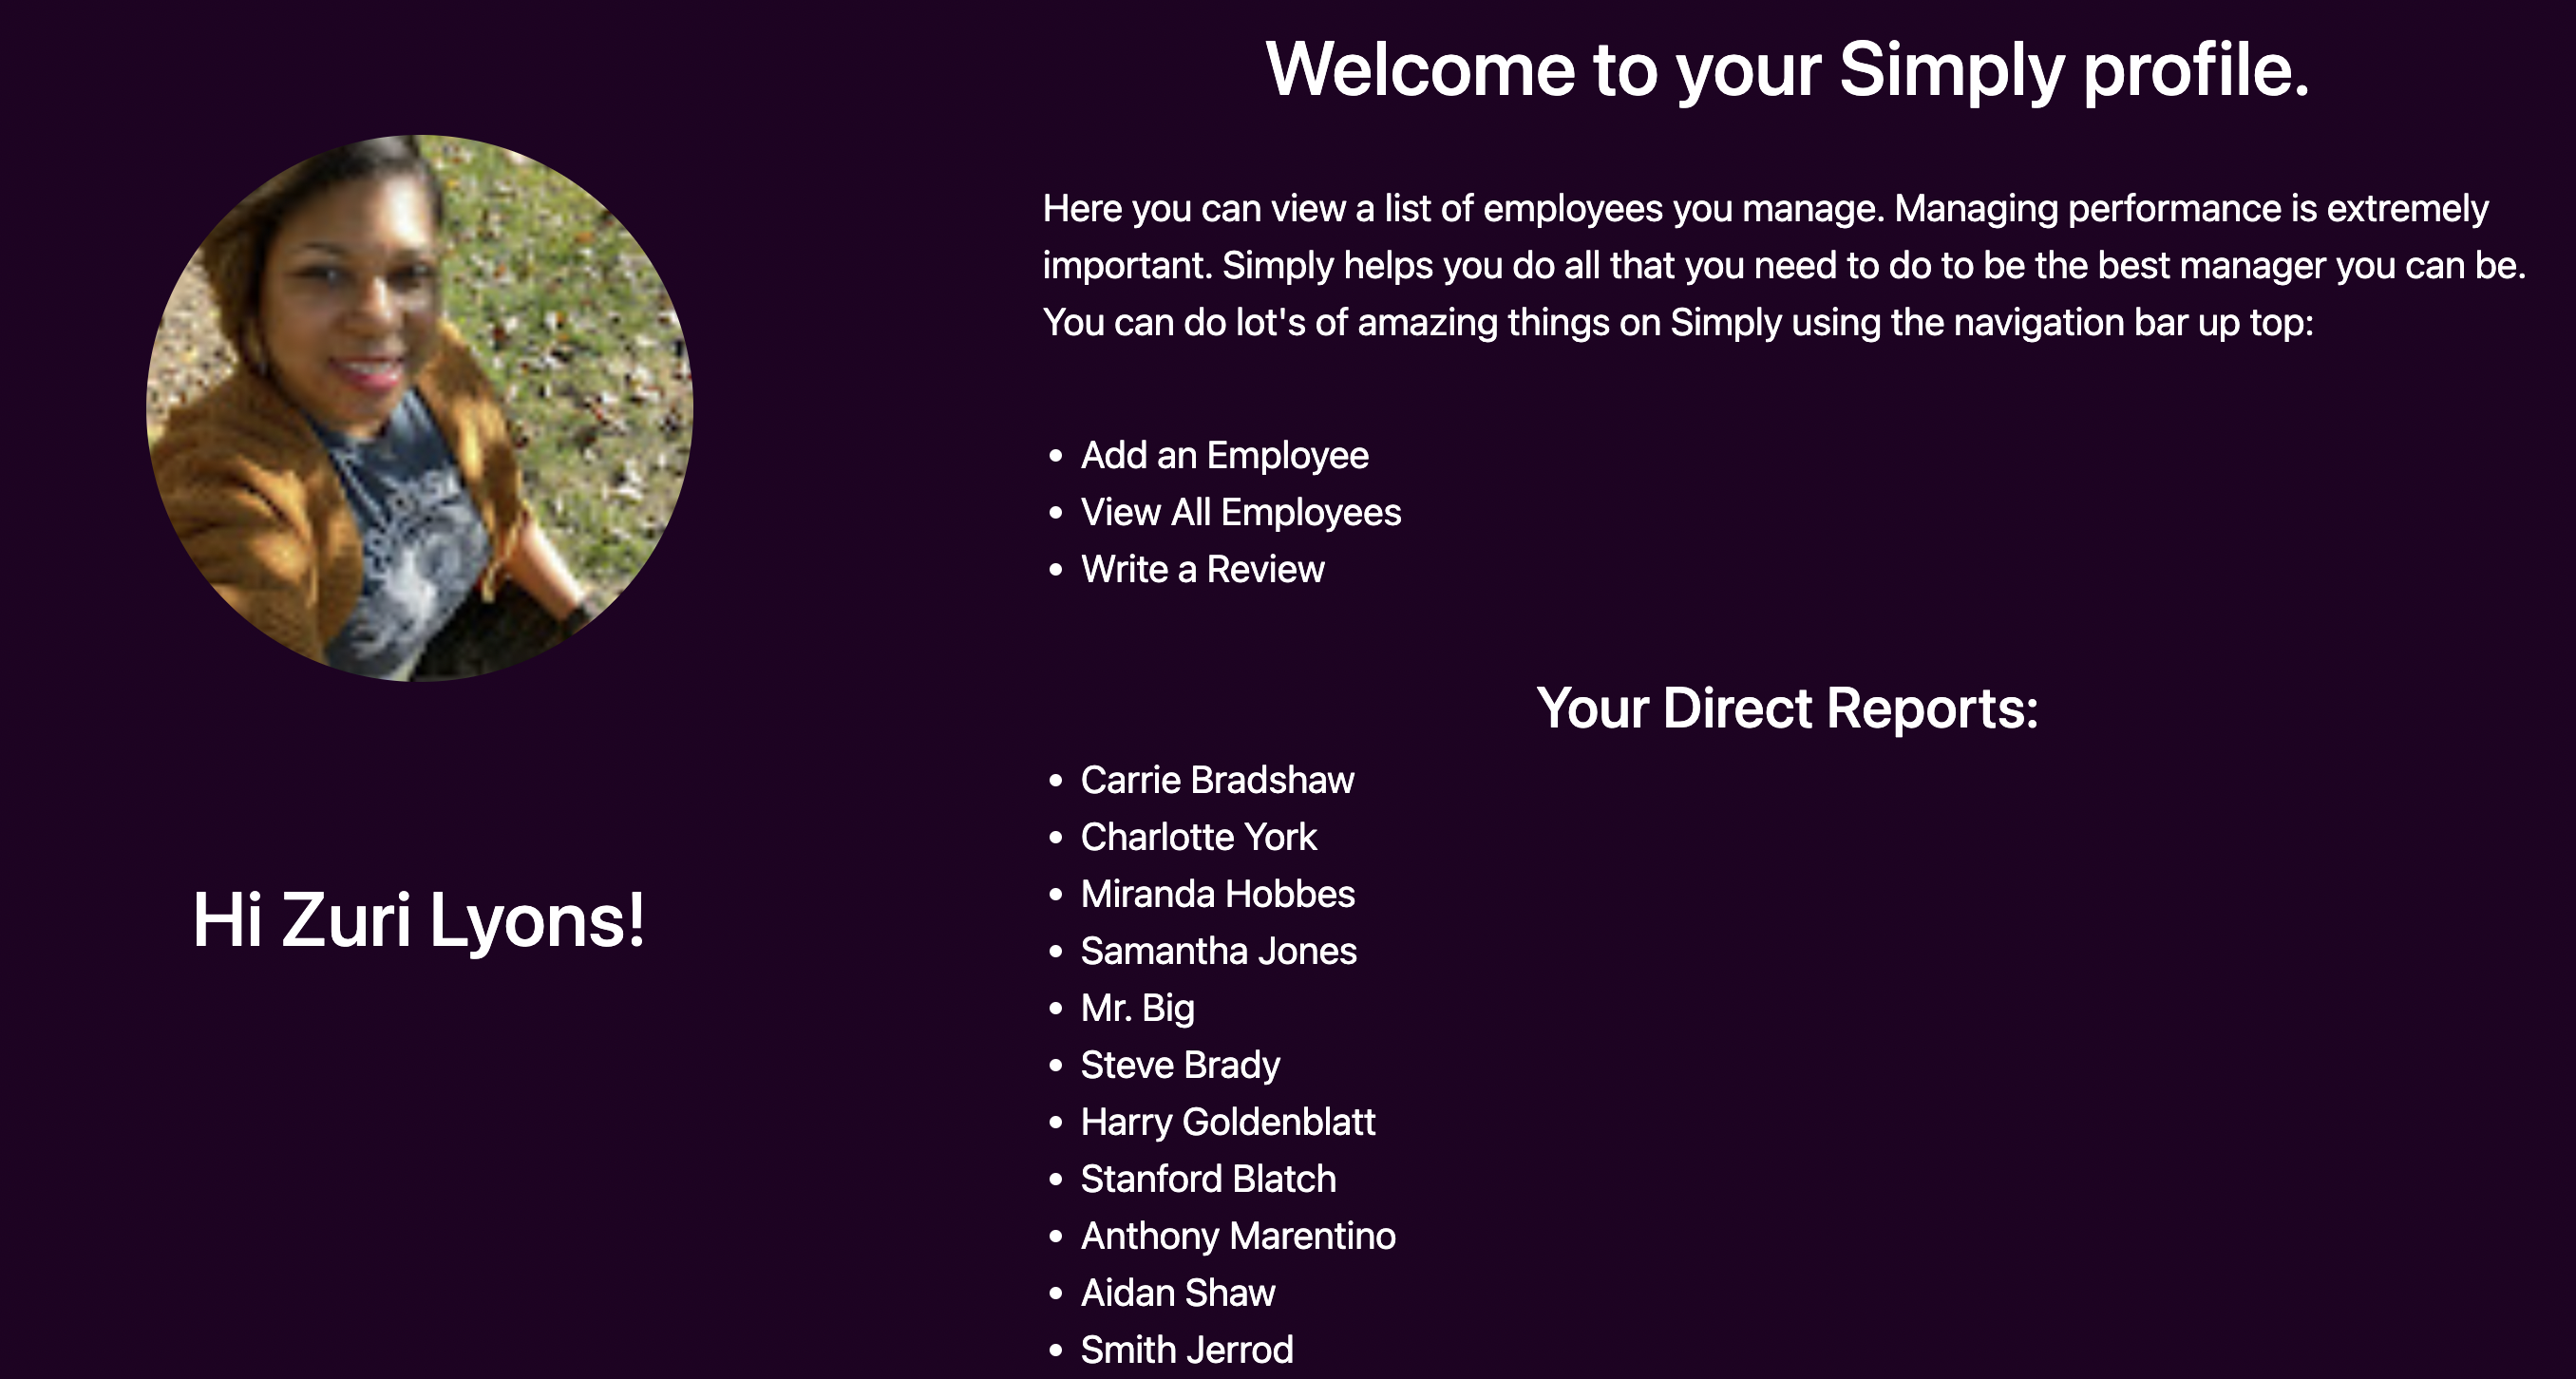 Welcome to your Simply profile.
Here you can view a list of employees you manage. Managing performance is extremely
important. Simply helps you do all that you need to do to be the best manager you can be.
You can do lot's of amazing things on Simply using the navigation bar up top:
• Add an Employee
• View All Employees
• Write a Review
Hi Zuri Lyons!
Your Direct Reports:
• Carrie Bradshaw
• Charlotte York
• Miranda Hobbes
• Samantha Jones
• Mr. Big
• Steve Brady
• Harry Goldenblatt
• Stanford Blatch
• Anthony Marentino
• Aidan Shaw
• Smith Jerrod